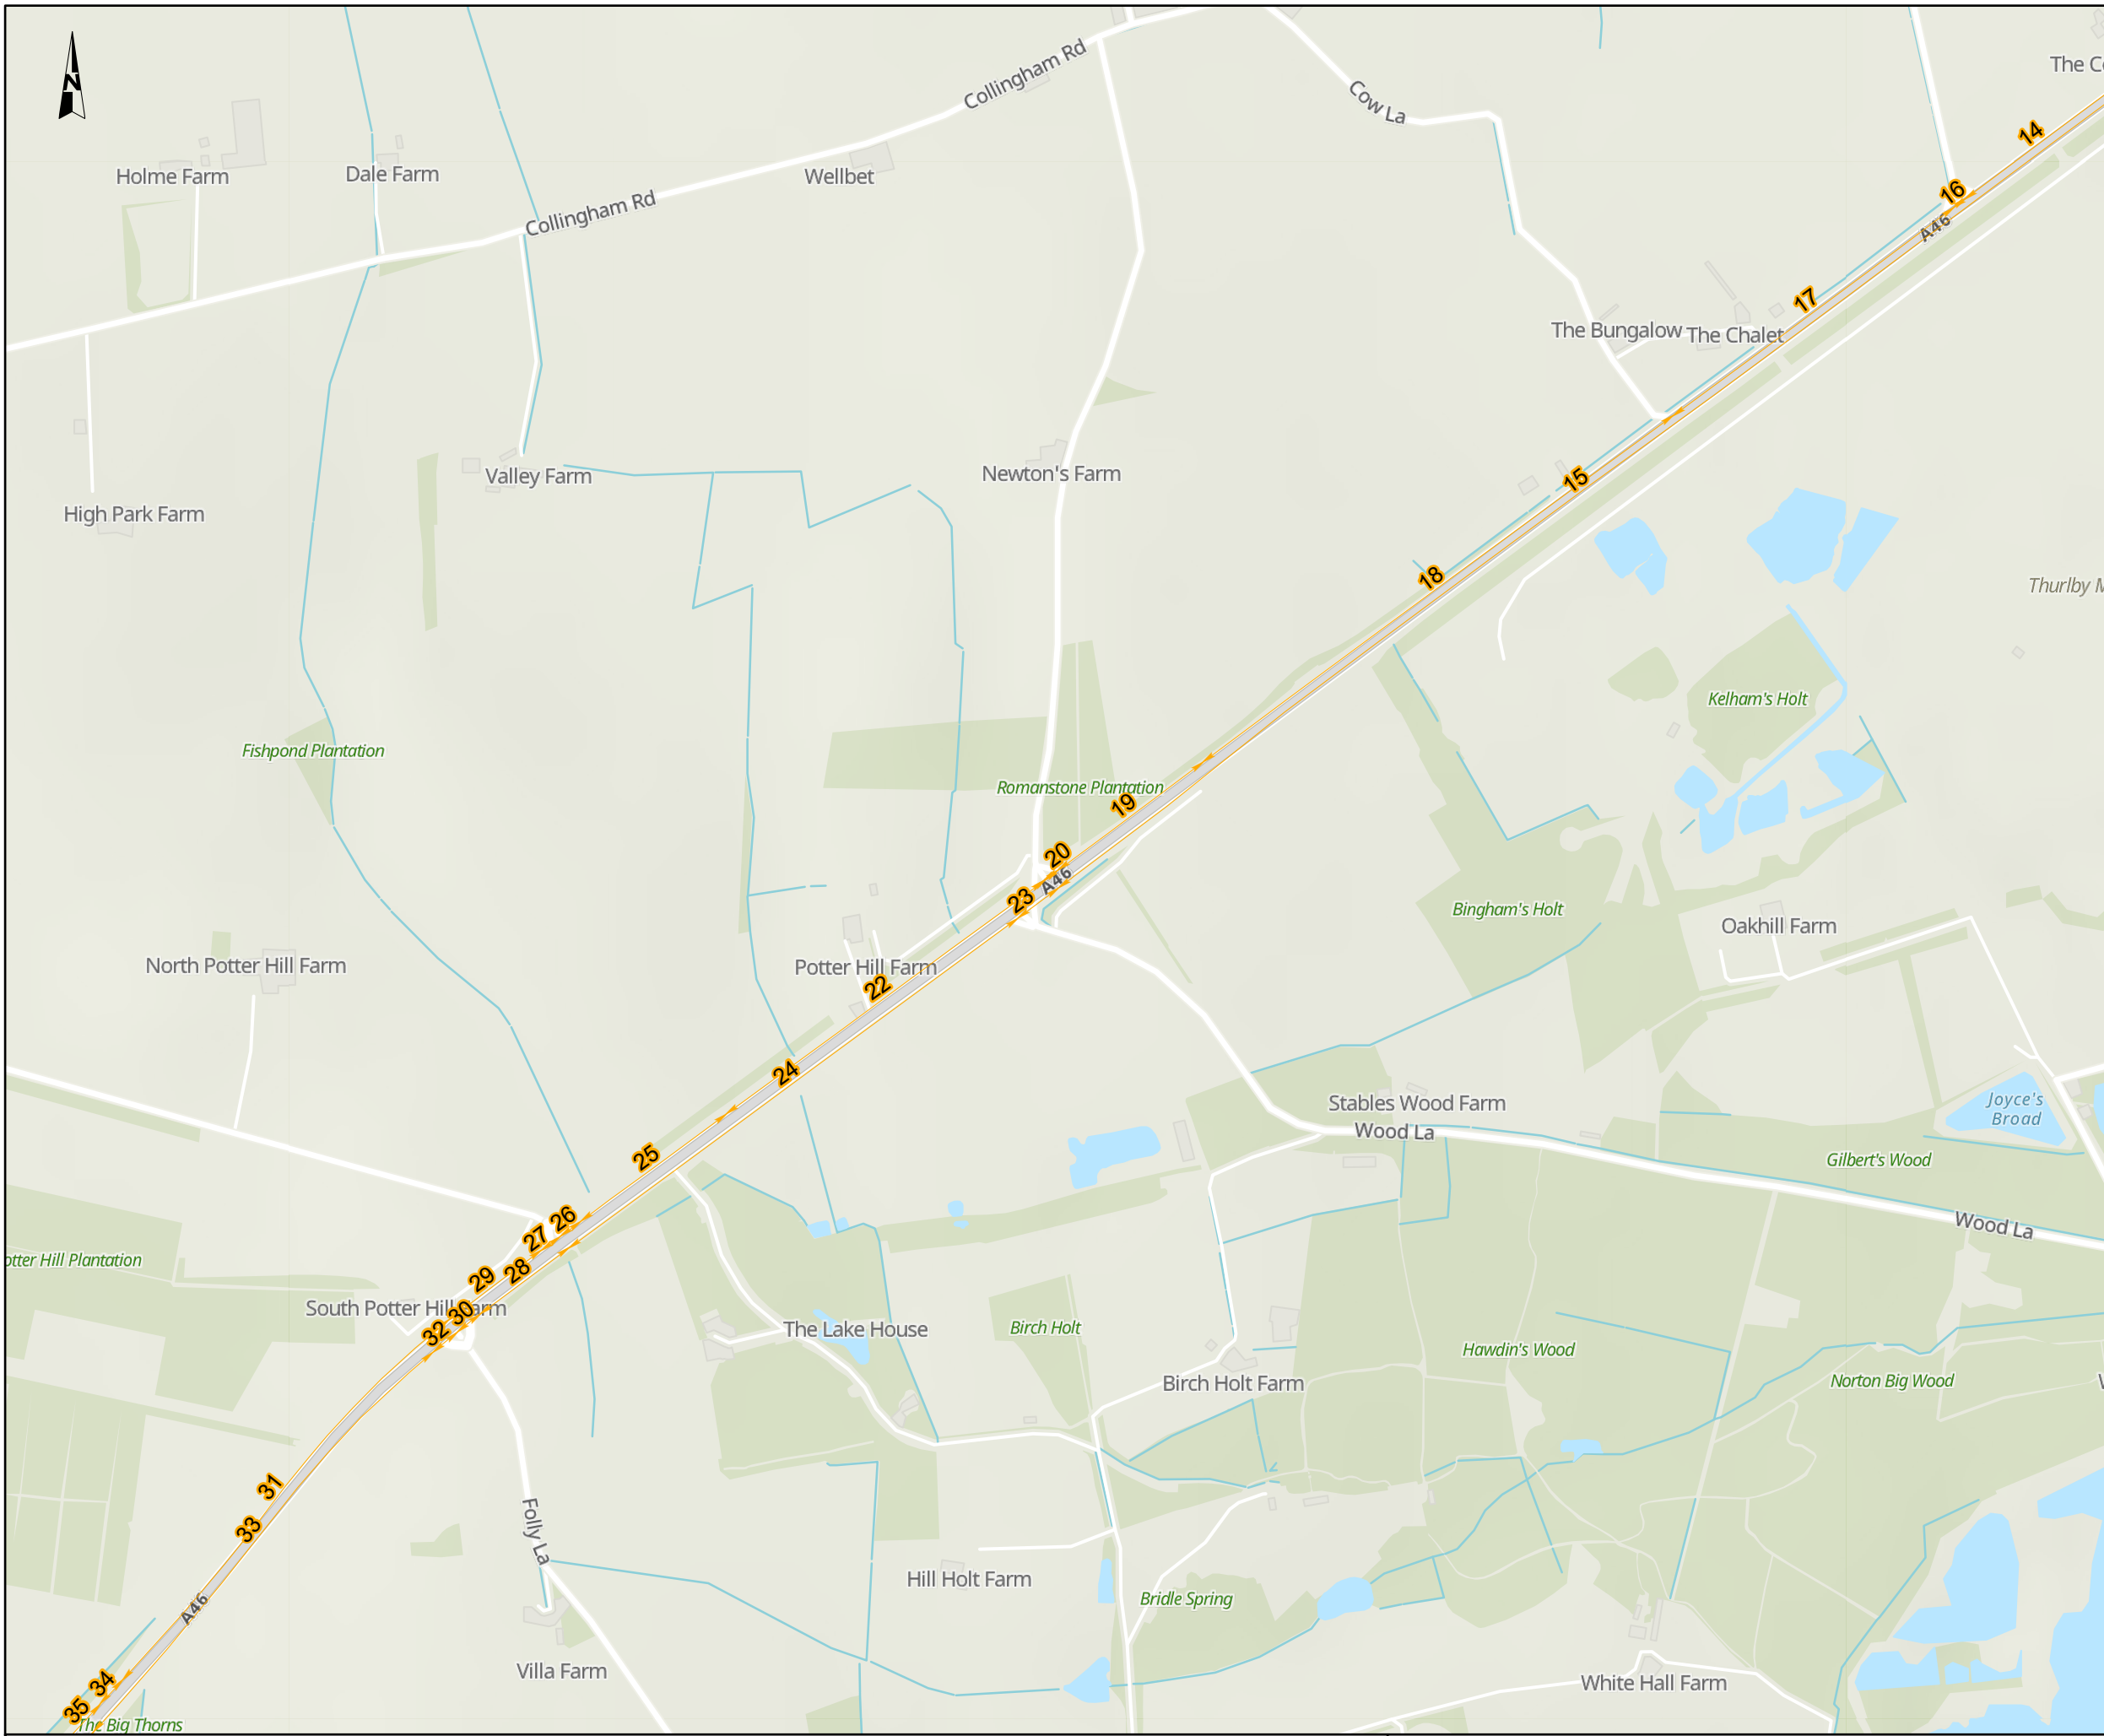 N
Collingham Rd
The C
Cow La
14
Holme Farm
Dale Farm
Wellbet
16
Collingham Rd
A46
17
The Bungalow
The Chalet
Valley Farm
Newton's Farm
15
High Park Farm
18
Thurlby M
Kelham's Holt
Fishpond Plantation
Romanstone Plantation
19
20
A46
23
Bingham's Holt
Oakhill Farm
North Potter Hill Farm
Potter Hill Farm
22
24
Stables Wood Farm
Joyce's
Broad
Wood La
25
Gilbert's Wood
26
Wood La
27
otter Hill Plantation
28
29
South Potter Hill Farm
30
32
The Lake House
Birch Holt
Hawdin's Wood
Birch Holt Farm
Norton Big Wood
31
33
Folly La
A46
Hill Holt Farm
Bridle Spring
Villa Farm
White Hall Farm
34
35
The Big Thorns